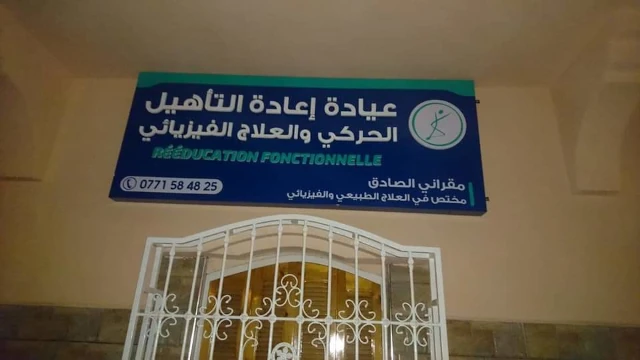 عيادة إعادة التأهيل
الحركي والعلاج الفيزيائي
RÉÉDUCATION FONCTIONNELLE
مقراني الصادق
مختص في العلاج الطبيعي والفيزيائي
0771 58 48 25